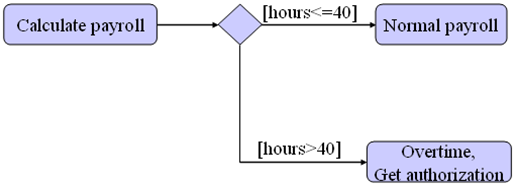 Calculate payroll
[hours<=40]
Normal payroll
[hours>40]
Overtime,
Get authorization